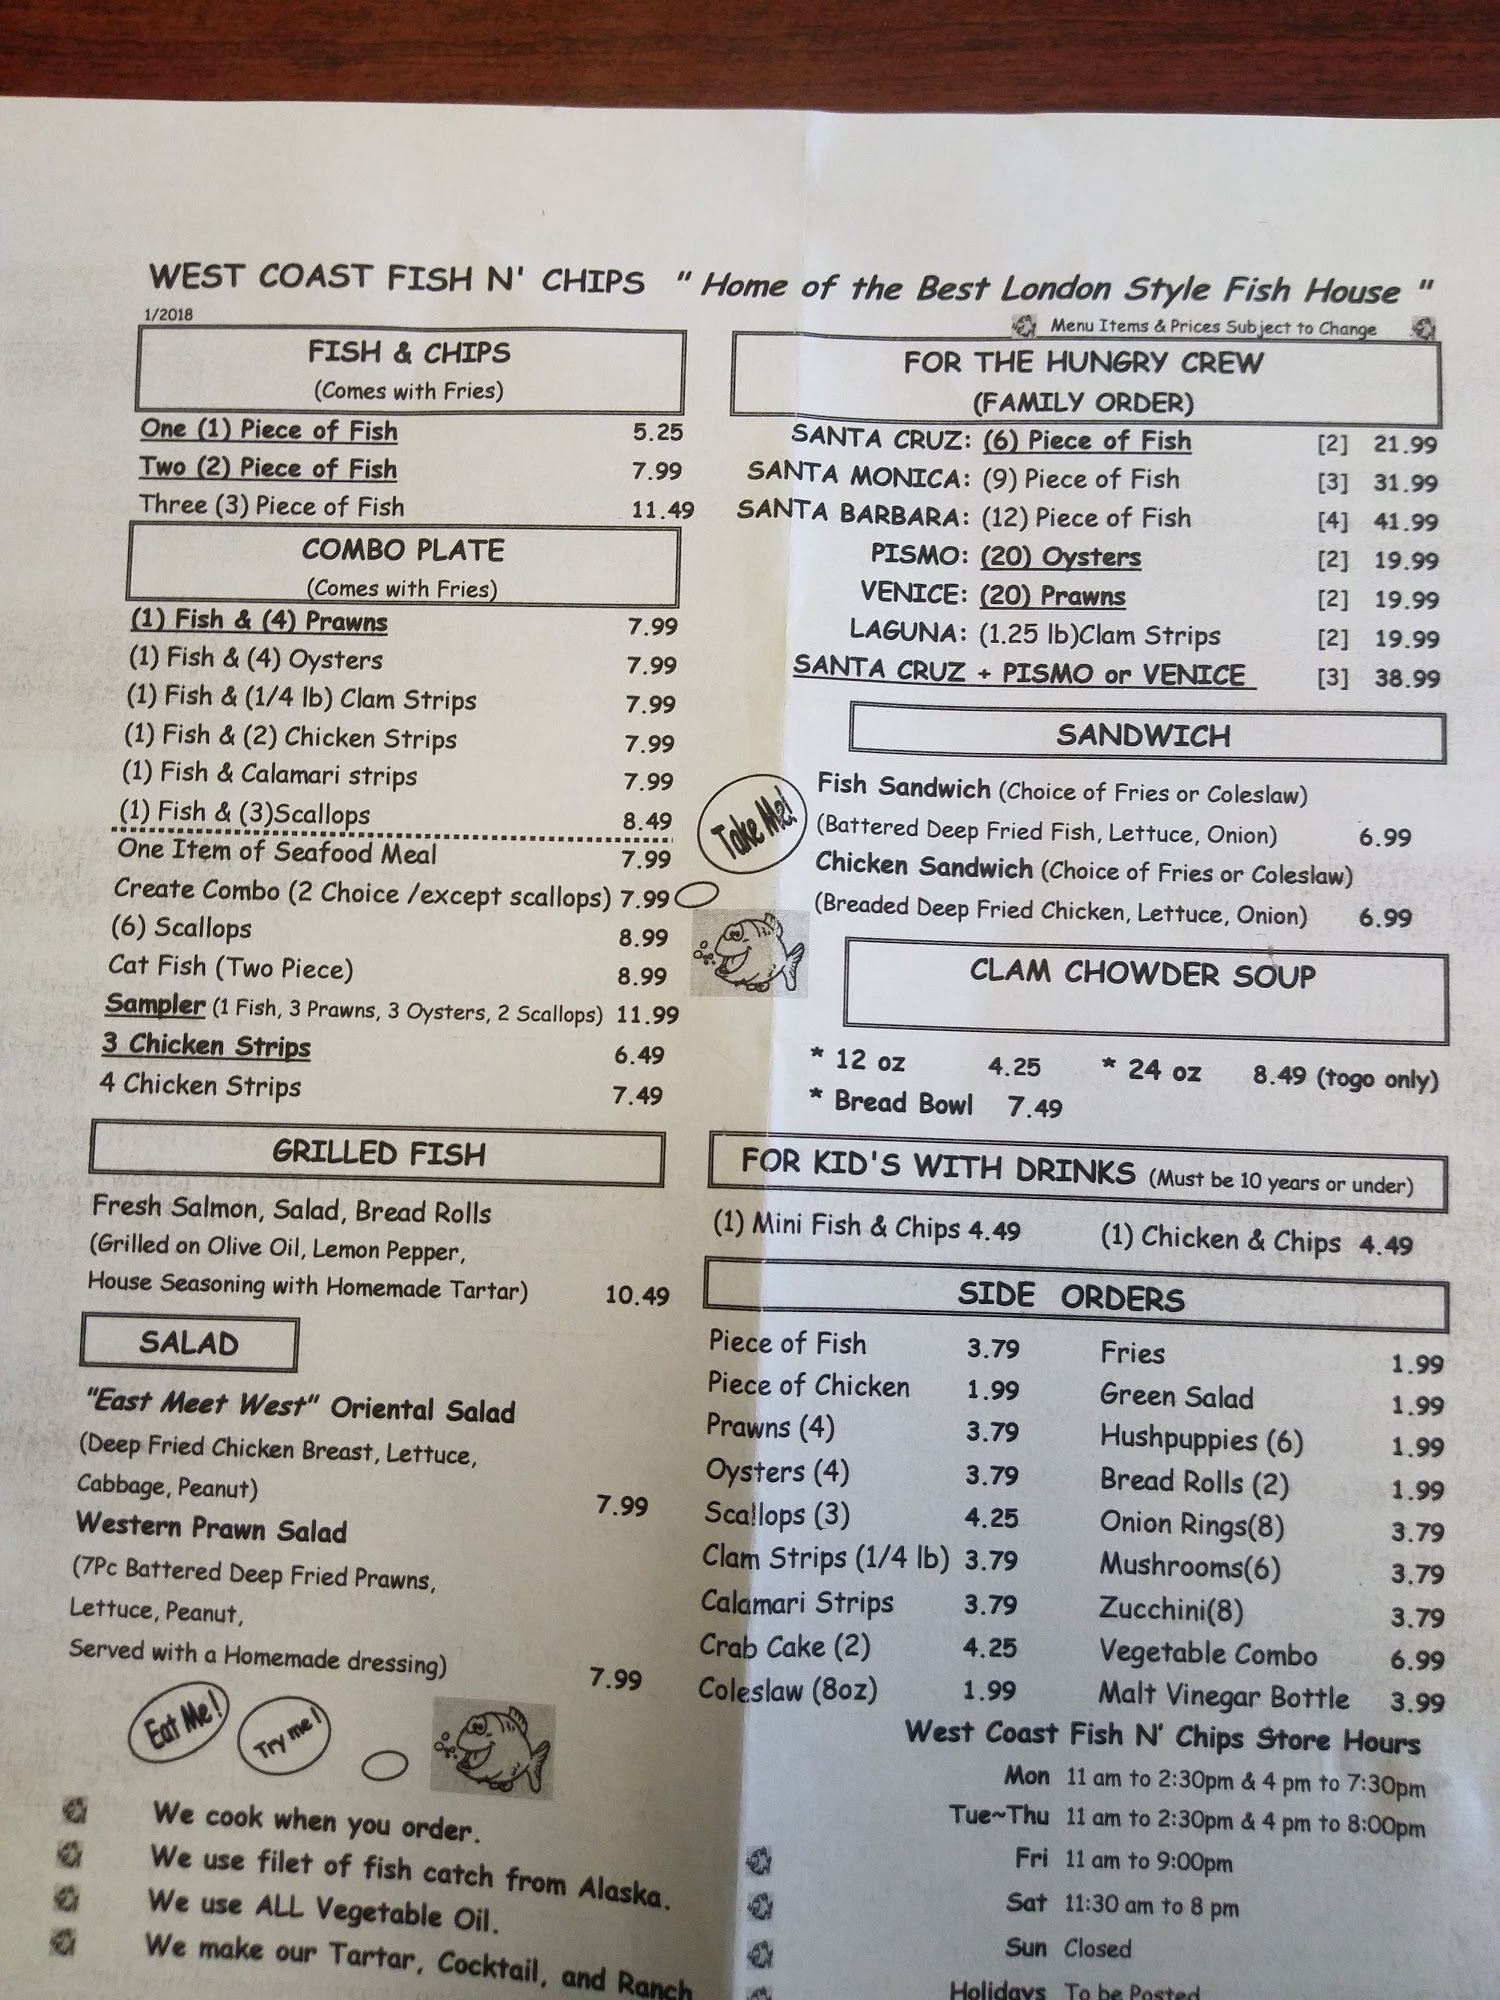 WEST COAST FISH N' CHIPS " Home of the Best London Style Fish House "
1/2018
Menu Items & Prices Subject to Change
FISH & CHIPS
(Comes with Fries)
One (1) Piece of Fish 5.25
Two (2) Piece of Fish 7.99
Three (3) Piece of Fish 11.49
COMBO PLATE
(Comes with Fries)
(1) Fish & (4) Prawns 7.99
(1) Fish & (4) Oysters 7.99
(1) Fish & (1/4 lb) Clam Strips 7.99
(1) Fish & (2) Chicken Strips 7.99
(1) Fish & Calamari strips 7.99
(1) Fish & (3)Scallops 8.49
One Item of Seafood Meal 7.99
Create Combo (2 Choice /except scallops) 7.99
(6) Scallops 8.99
Cat Fish (Two Piece) 8.99
Sampler (1 Fish, 3 Prawns, 3 Oysters, 2 Scallops) 11.99
3 Chicken Strips 6.49
4 Chicken Strips 7.49
GRILLED FISH
Fresh Salmon, Salad, Bread Rolls
(Grilled on Olive Oil, Lemon Pepper,
House Seasoning with Homemade Tartar) 10.49
SALAD
"East Meet West" Oriental Salad
(Deep Fried Chicken Breast, Lettuce,
Cabbage, Peanut) 7.99
Western Prawn Salad
(7Pc Battered Deep Fried Prawns,
Lettuce, Peanut,
Served with a Homemade dressing) 7.99
Eat Me!
Try me!
We cook when you order.
We use filet of fish catch from Alaska.
We use ALL Vegetable Oil.
We make our Tartar, Cocktail, and Ranch
FOR THE HUNGRY CREW
(FAMILY ORDER)
SANTA CRUZ: (6) Piece of Fish [2] 21.99
SANTA MONICA: (9) Piece of Fish [3] 31.99
SANTA BARBARA: (12) Piece of Fish [4] 41.99
PISMO: (20) Oysters [2] 19.99
VENICE: (20) Prawns [2] 19.99
LAGUNA: (1.25 lb)Clam Strips [2] 19.99
SANTA CRUZ + PISMO or VENICE [3] 38.99
SANDWICH
Take Me!
Fish Sandwich (Choice of Fries or Coleslaw)
(Battered Deep Fried Fish, Lettuce, Onion) 6.99
Chicken Sandwich (Choice of Fries or Coleslaw)
(Breaded Deep Fried Chicken, Lettuce, Onion) 6.99
CLAM CHOWDER SOUP
* 12 oz 4.25 * 24 oz 8.49 (togo only)
* Bread Bowl 7.49
FOR KID'S WITH DRINKS (Must be 10 years or under)
(1) Mini Fish & Chips 4.49 (1) Chicken & Chips 4.49
SIDE ORDERS
Piece of Fish 3.79 Fries 1.99
Piece of Chicken 1.99 Green Salad 1.99
Prawns (4) 3.79 Hushpuppies (6) 1.99
Oysters (4) 3.79 Bread Rolls (2) 1.99
Scallops (3) 4.25 Onion Rings(8) 3.79
Clam Strips (1/4 lb) 3.79 Mushrooms(6) 3.79
Calamari Strips 3.79 Zucchini(8) 3.79
Crab Cake (2) 4.25 Vegetable Combo 6.99
Coleslaw (8oz) 1.99 Malt Vinegar Bottle 3.99
West Coast Fish N' Chips Store Hours
Mon 11 am to 2:30pm & 4 pm to 7:30pm
Tue~Thu 11 am to 2:30pm & 4 pm to 8:00pm
Fri 11 am to 9:00pm
Sat 11:30 am to 8 pm
Sun Closed
Holidays To be Posted